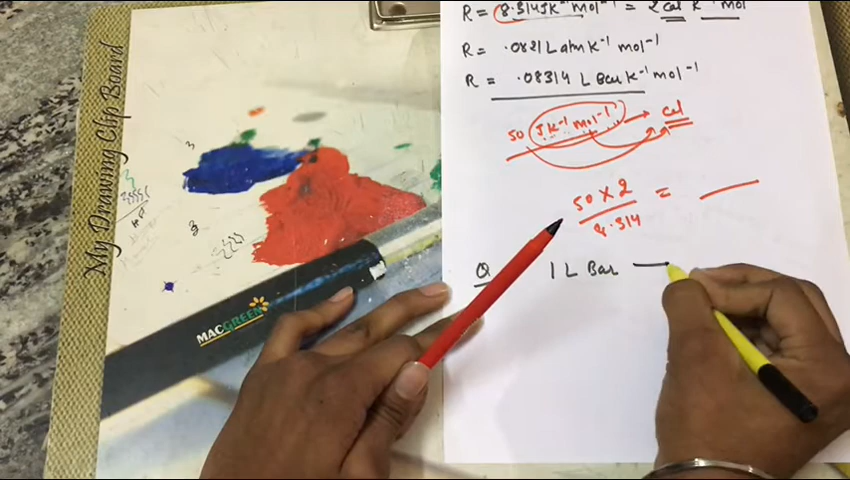 My Drawing Clip Board
MACGREEN
R = 8.314 J K⁻¹ mol⁻¹ = 2 Cal K⁻¹ mol
R = .0821 L atm K⁻¹ mol⁻¹
R = .08314 L Bar K⁻¹ mol⁻¹
50 J K⁻¹ mol⁻¹ → Cal
50 × 2 =
8.314
Q 1 L Bar